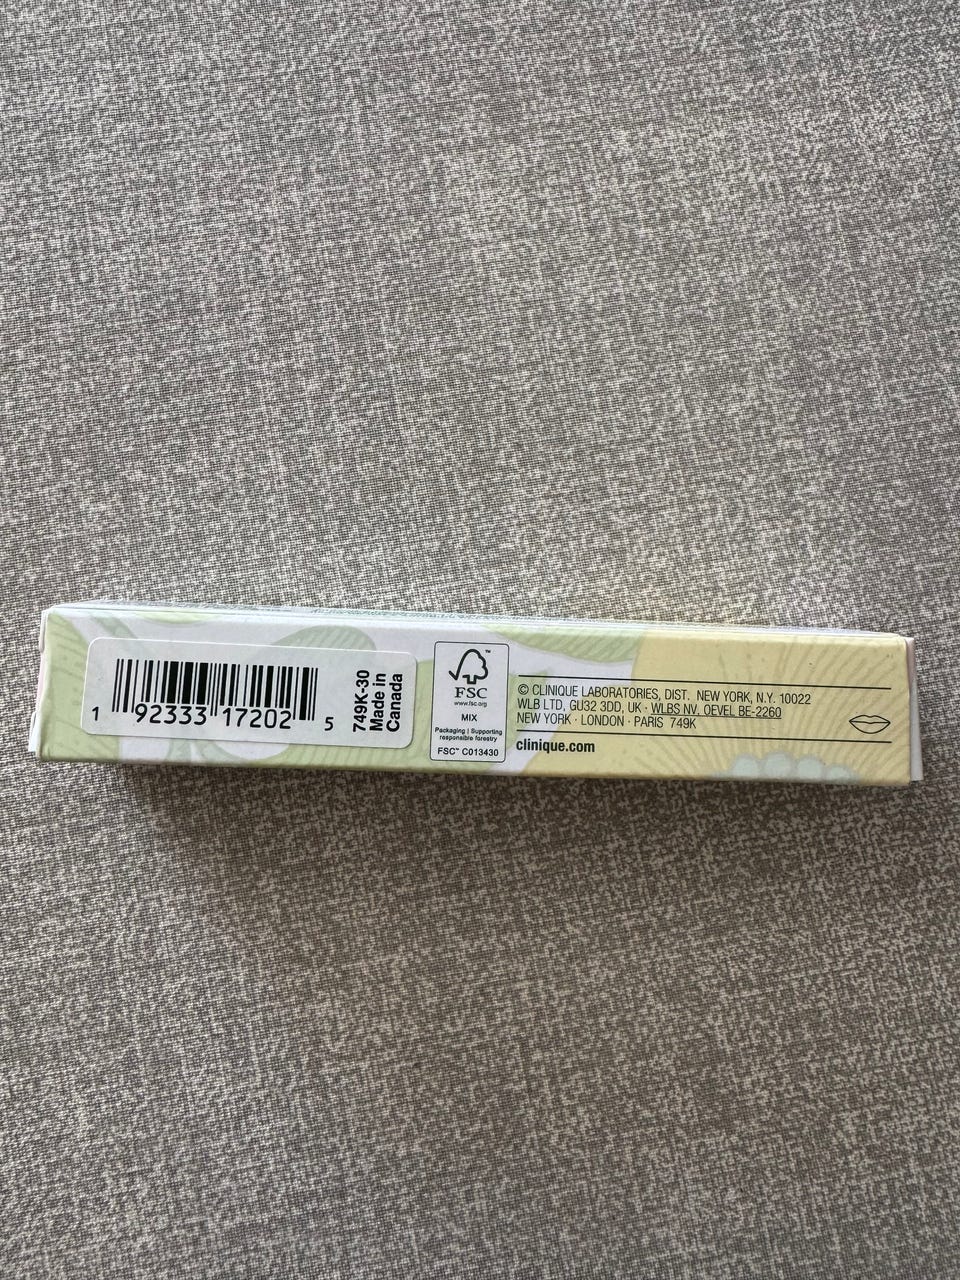 1 92333 17202 5
749K-30
Made in
Canada
™
FSC
www.fsc.org
MIX
Packaging | Supporting
responsible forestry
FSC™ C013430
© CLINIQUE LABORATORIES, DIST. NEW YORK, N.Y. 10022
WLB LTD, GU32 3DD, UK · WLBS NV. OEVEL BE-2260
NEW YORK · LONDON · PARIS 749K
clinique.com